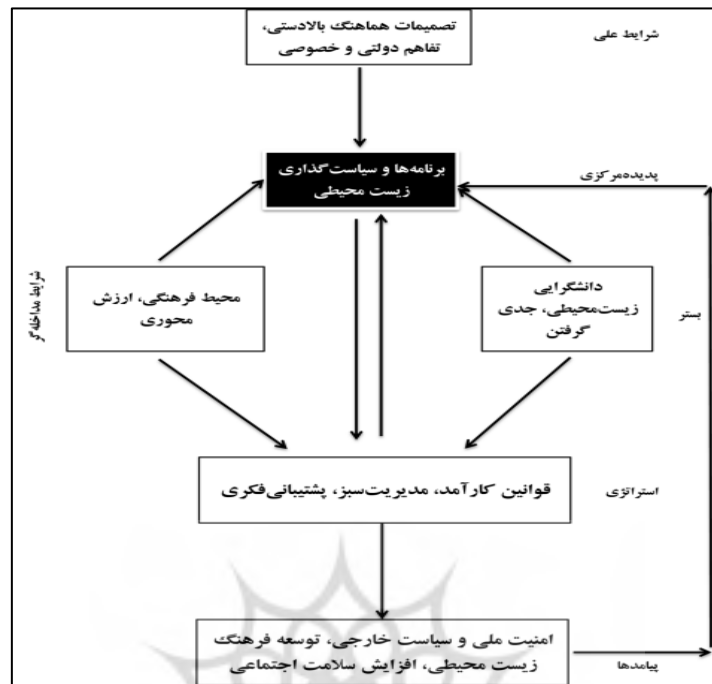 تصمیمات هماهنگ بالادستی،
تفاهم دولتی و خصوصی
شرایط علی
برنامه‌ها و سیاست‌گذاری
زیست محیطی
پدیده‌مرکزی
محیط فرهنگی، ارزش
محوری
شرایط مداخله‌گر
دانشگرایی
زیست‌محیطی، جدی
گرفتن
بستر
قوانین کارآمد، مدیریت‌سبز، پشتیبانی‌فکری
استراتژی
امنیت ملی و سیاست خارجی، توسعه فرهنگ
زیست محیطی، افزایش سلامت اجتماعی
پیامدها